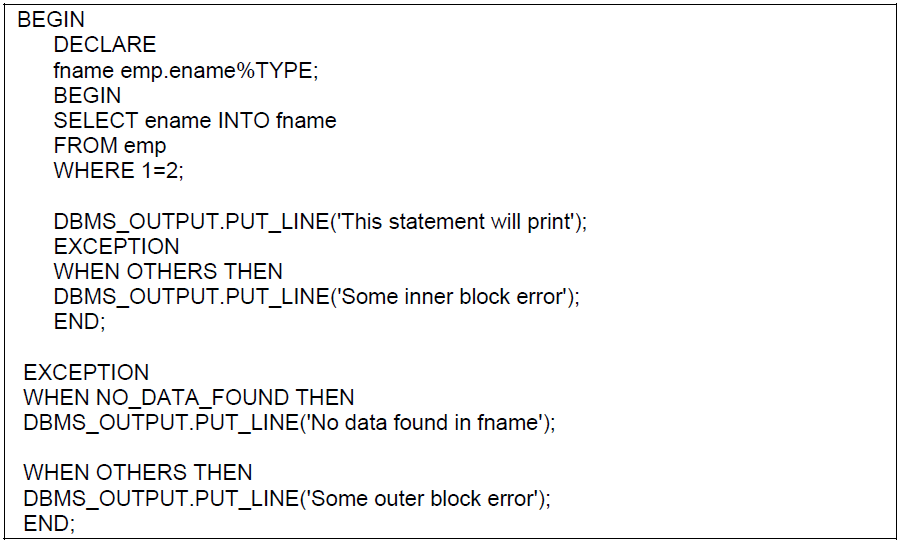 BEGIN
DECLARE
fname emp.ename%TYPE;
BEGIN
SELECT ename INTO fname
FROM emp
WHERE 1=2;
DBMS_OUTPUT.PUT_LINE('This statement will print');
EXCEPTION
WHEN OTHERS THEN
DBMS_OUTPUT.PUT_LINE('Some inner block error');
END;
EXCEPTION
WHEN NO_DATA_FOUND THEN
DBMS_OUTPUT.PUT_LINE('No data found in fname');
WHEN OTHERS THEN
DBMS_OUTPUT.PUT_LINE('Some outer block error');
END;